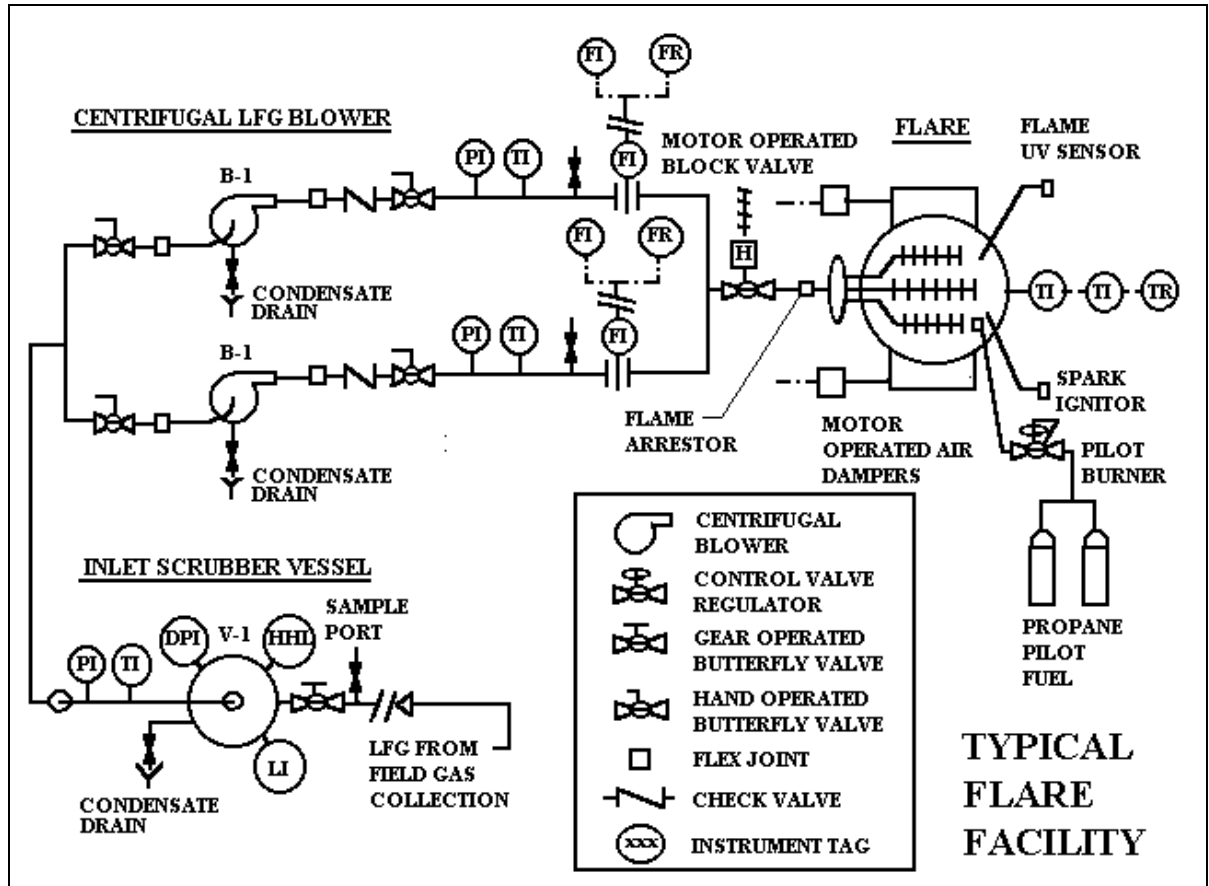 FI
FR
CENTRIFUGAL LFG BLOWER
B-1
PI
TI
FI
MOTOR OPERATED
BLOCK VALVE
FLARE
FLAME
UV SENSOR
CONDENSATE
DRAIN
FI
FR
H
TI
TI
TR
B-1
PI
TI
FI
FLAME
ARRESTOR
MOTOR
OPERATED AIR
DAMPERS
SPARK
IGNITOR
PILOT
BURNER
CONDENSATE
DRAIN
PROPANE
PILOT
FUEL
INLET SCRUBBER VESSEL
SAMPLE
PORT
PI
TI
DPI
V-1
HHL
LI
LFG FROM
FIELD GAS
COLLECTION
CONDENSATE
DRAIN
CENTRIFUGAL
BLOWER
CONTROL VALVE
REGULATOR
GEAR OPERATED
BUTTERFLY VALVE
HAND OPERATED
BUTTERFLY VALVE
FLEX JOINT
CHECK VALVE
xxx
INSTRUMENT TAG
TYPICAL
FLARE
FACILITY